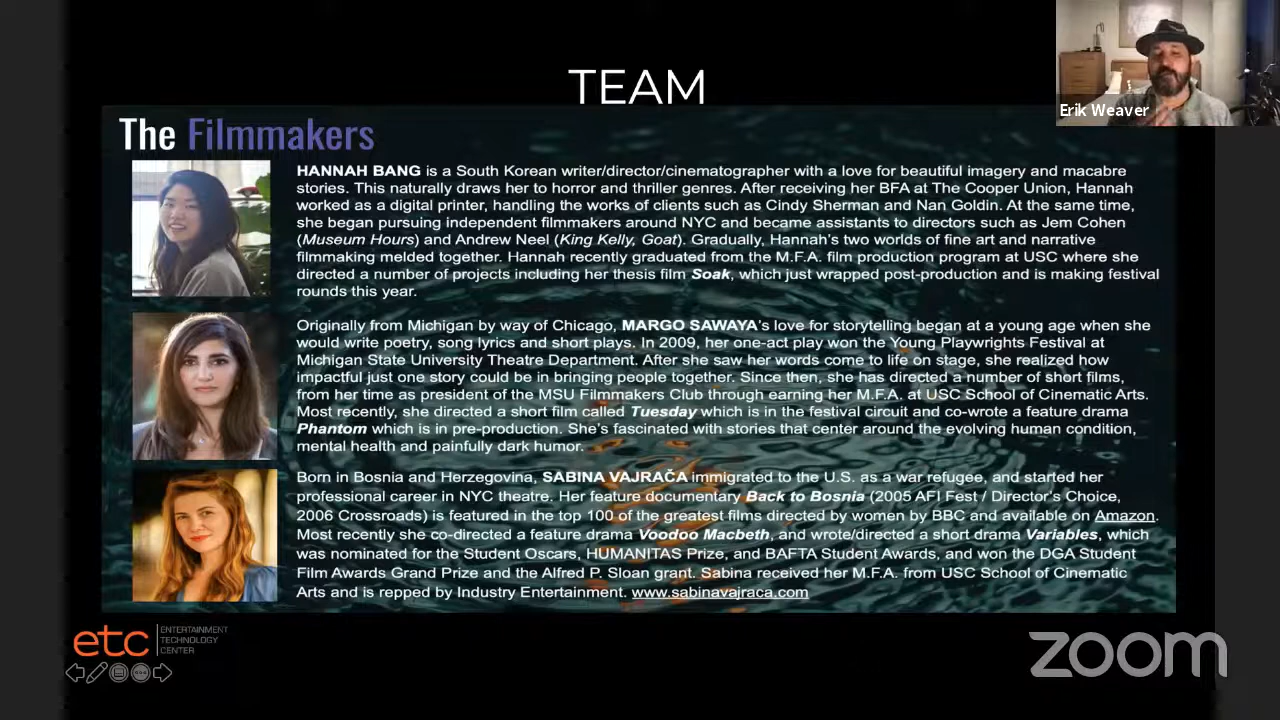 TEAM
Erik Weaver
The Filmmakers
HANNAH BANG is a South Korean writer/director/cinematographer with a love for beautiful imagery and macabre
stories. This naturally draws her to horror and thriller genres. After receiving her BFA at The Cooper Union, Hannah
worked as a digital printer, handling the works of clients such as Cindy Sherman and Nan Goldin. At the same time,
she began pursuing independent filmmakers around NYC and became assistants to directors such as Jem Cohen
(Museum Hours) and Andrew Neel (King Kelly, Goat). Gradually, Hannah's two worlds of fine art and narrative
filmmaking melded together. Hannah recently graduated from the M.F.A. film production program at USC where she
directed a number of projects including her thesis film Soak, which just wrapped post-production and is making festival
rounds this year.
Originally from Michigan by way of Chicago, MARGO SAWAYA's love for storytelling began at a young age when she
would write poetry, song lyrics and short plays. In 2009, her one-act play won the Young Playwrights Festival at
Michigan State University Theatre Department. After she saw her words come to life on stage, she realized how
impactful just one story could be in bringing people together. Since then, she has directed a number of short films,
from her time as president of the MSU Filmmakers Club through earning her M.F.A. at USC School of Cinematic Arts.
Most recently, she directed a short film called Tuesday which is in the festival circuit and co-wrote a feature drama
Phantom which is in pre-production. She's fascinated with stories that center around the evolving human condition,
mental health and painfully dark humor.
Born in Bosnia and Herzegovina, SABINA VAJRAČA immigrated to the U.S. as a war refugee, and started her
professional career in NYC theatre. Her feature documentary Back to Bosnia (2005 AFI Fest / Director's Choice,
2006 Crossroads) is featured in the top 100 of the greatest films directed by women by BBC and available on Amazon.
Most recently she co-directed a feature drama Voodoo Macbeth, and wrote/directed a short drama Variables, which
was nominated for the Student Oscars, HUMANITAS Prize, and BAFTA Student Awards, and won the DGA Student
Film Awards Grand Prize and the Alfred P. Sloan grant. Sabina received her M.F.A. from USC School of Cinematic
Arts and is repped by Industry Entertainment. www.sabinavajraca.com
etc
ENTERTAINMENT
TECHNOLOGY
CENTER
zoom